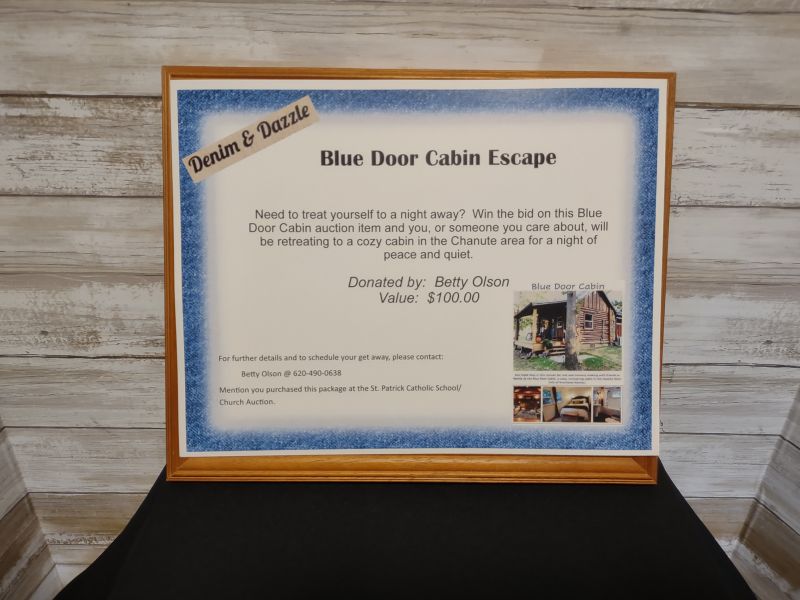 Denim & Dazzle
Blue Door Cabin Escape
Need to treat yourself to a night away? Win the bid on this Blue
Door Cabin auction item and you, or someone you care about, will
be retreating to a cozy cabin in the Chanute area for a night of
peace and quiet.
Donated by: Betty Olson
Value: $100.00
Blue Door Cabin
For further details and to schedule your get away, please contact:
Betty Olson @ 620-490-0638
Mention you purchased this package at the St. Patrick Catholic School/
Church Auction.